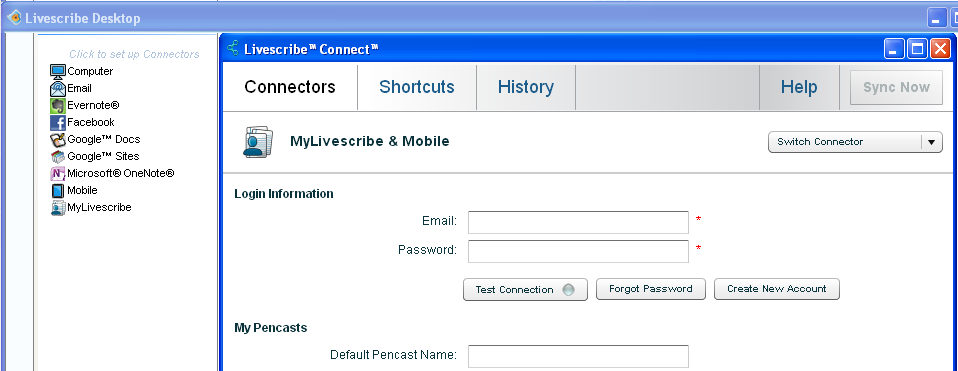 Livescribe Desktop
Click to set up Connectors
Computer
Email
Evernote®
Facebook
Google™ Docs
Google™ Sites
Microsoft® OneNote®
Mobile
MyLivescribe
Livescribe™ Connect™
Connectors Shortcuts History Help Sync Now
MyLivescribe & Mobile Switch Connector
Login Information
Email: *
Password: *
Test Connection Forgot Password Create New Account
My Pencasts
Default Pencast Name: